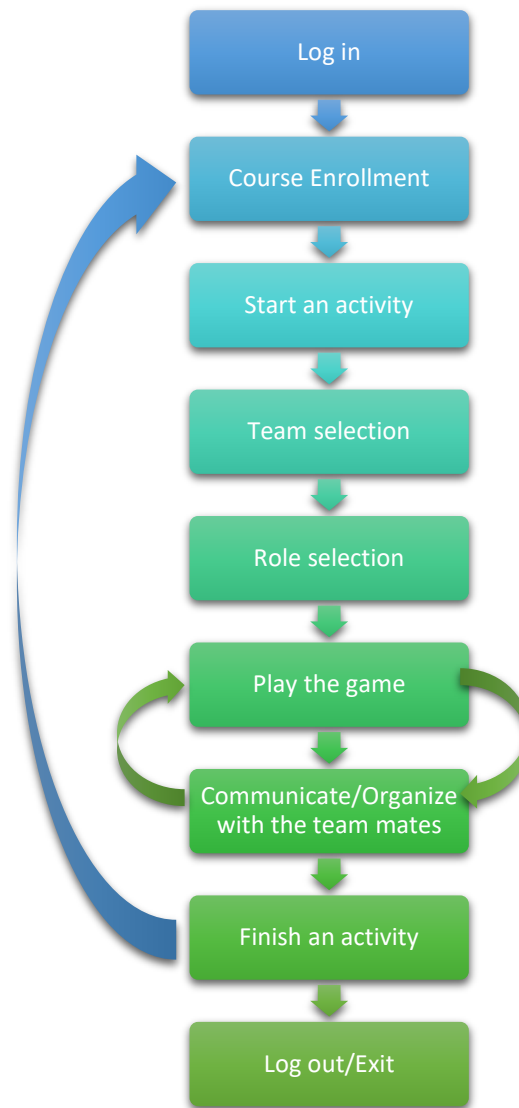 Log in
Course Enrollment
Start an activity
Team selection
Role selection
Play the game
Communicate/Organize
with the team mates
Finish an activity
Log out/Exit